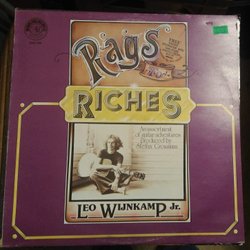 Rags
RICHES
An assortment
of guitar adventures
Produced by
Stefan Grossman
LEO WIJNKAMP Jr.